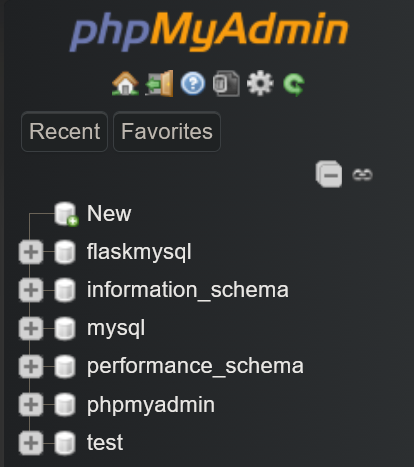 phpMyAdmin
Recent Favorites
New
flaskmysql
information_schema
mysql
performance_schema
phpmyadmin
test